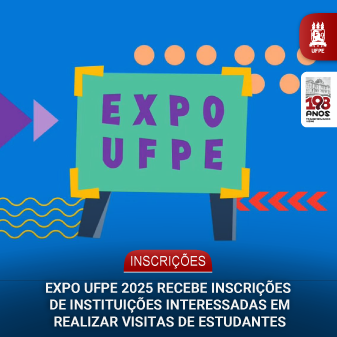 UFPE
198
ANOS
EXPO
UFPE
INSCRIÇÕES
EXPO UFPE 2025 RECEBE INSCRIÇÕES
DE INSTITUIÇÕES INTERESSADAS EM
REALIZAR VISITAS DE ESTUDANTES